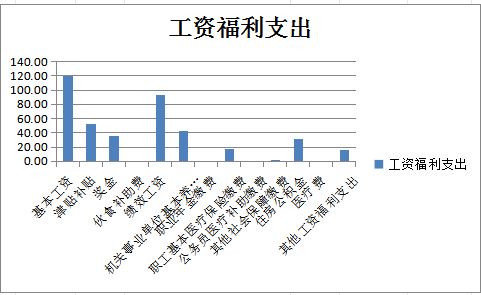 工资福利支出
140.00
120.00
100.00
80.00
60.00
40.00
20.00
0.00
基本工资
津贴补贴
奖金
伙食补助费
绩效工资
机关事业单位基本养…
职业年金缴费
职工基本医疗保险缴费
公务员医疗补助缴费
其他社会保障缴费
住房公积金
医疗费
其他工资福利支出
工资福利支出